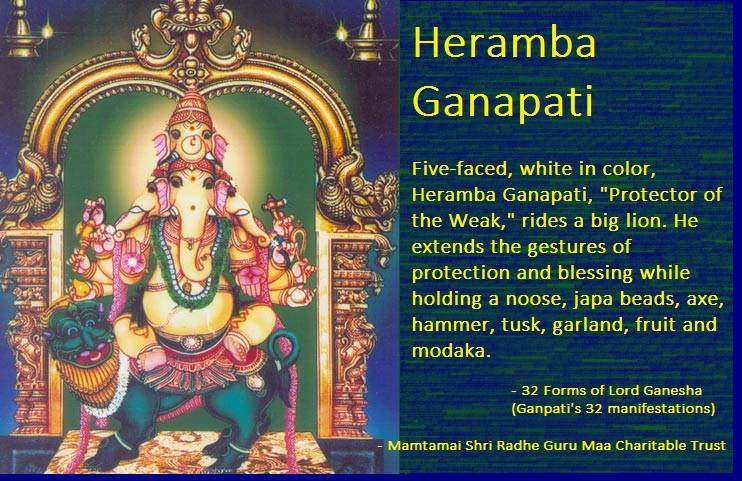 Heramba
Ganapati
Five-faced, white in color,
Heramba Ganapati, "Protector of
the Weak," rides a big lion. He
extends the gestures of
protection and blessing while
holding a noose, japa beads, axe,
hammer, tusk, garland, fruit and
modaka.
- 32 Forms of Lord Ganesha
(Ganpati's 32 manifestations)
- Mamtamai Shri Radhe Guru Maa Charitable Trust